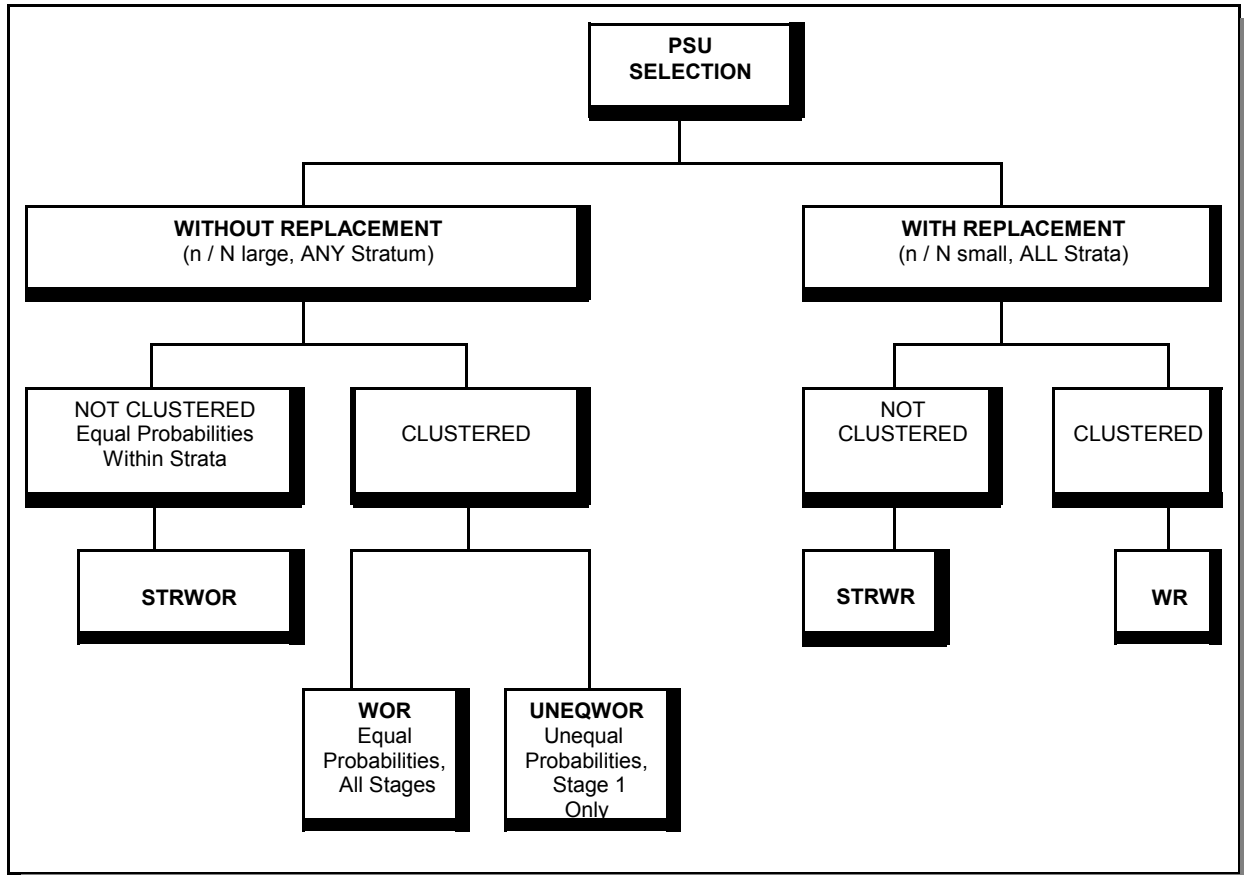 PSU
SELECTION
WITHOUT REPLACEMENT
(n / N large, ANY Stratum)
WITH REPLACEMENT
(n / N small, ALL Strata)
NOT CLUSTERED
Equal Probabilities
Within Strata
CLUSTERED
NOT
CLUSTERED
CLUSTERED
STRWOR
STRWR
WR
WOR
Equal
Probabilities,
All Stages
UNEQWOR
Unequal
Probabilities,
Stage 1
Only